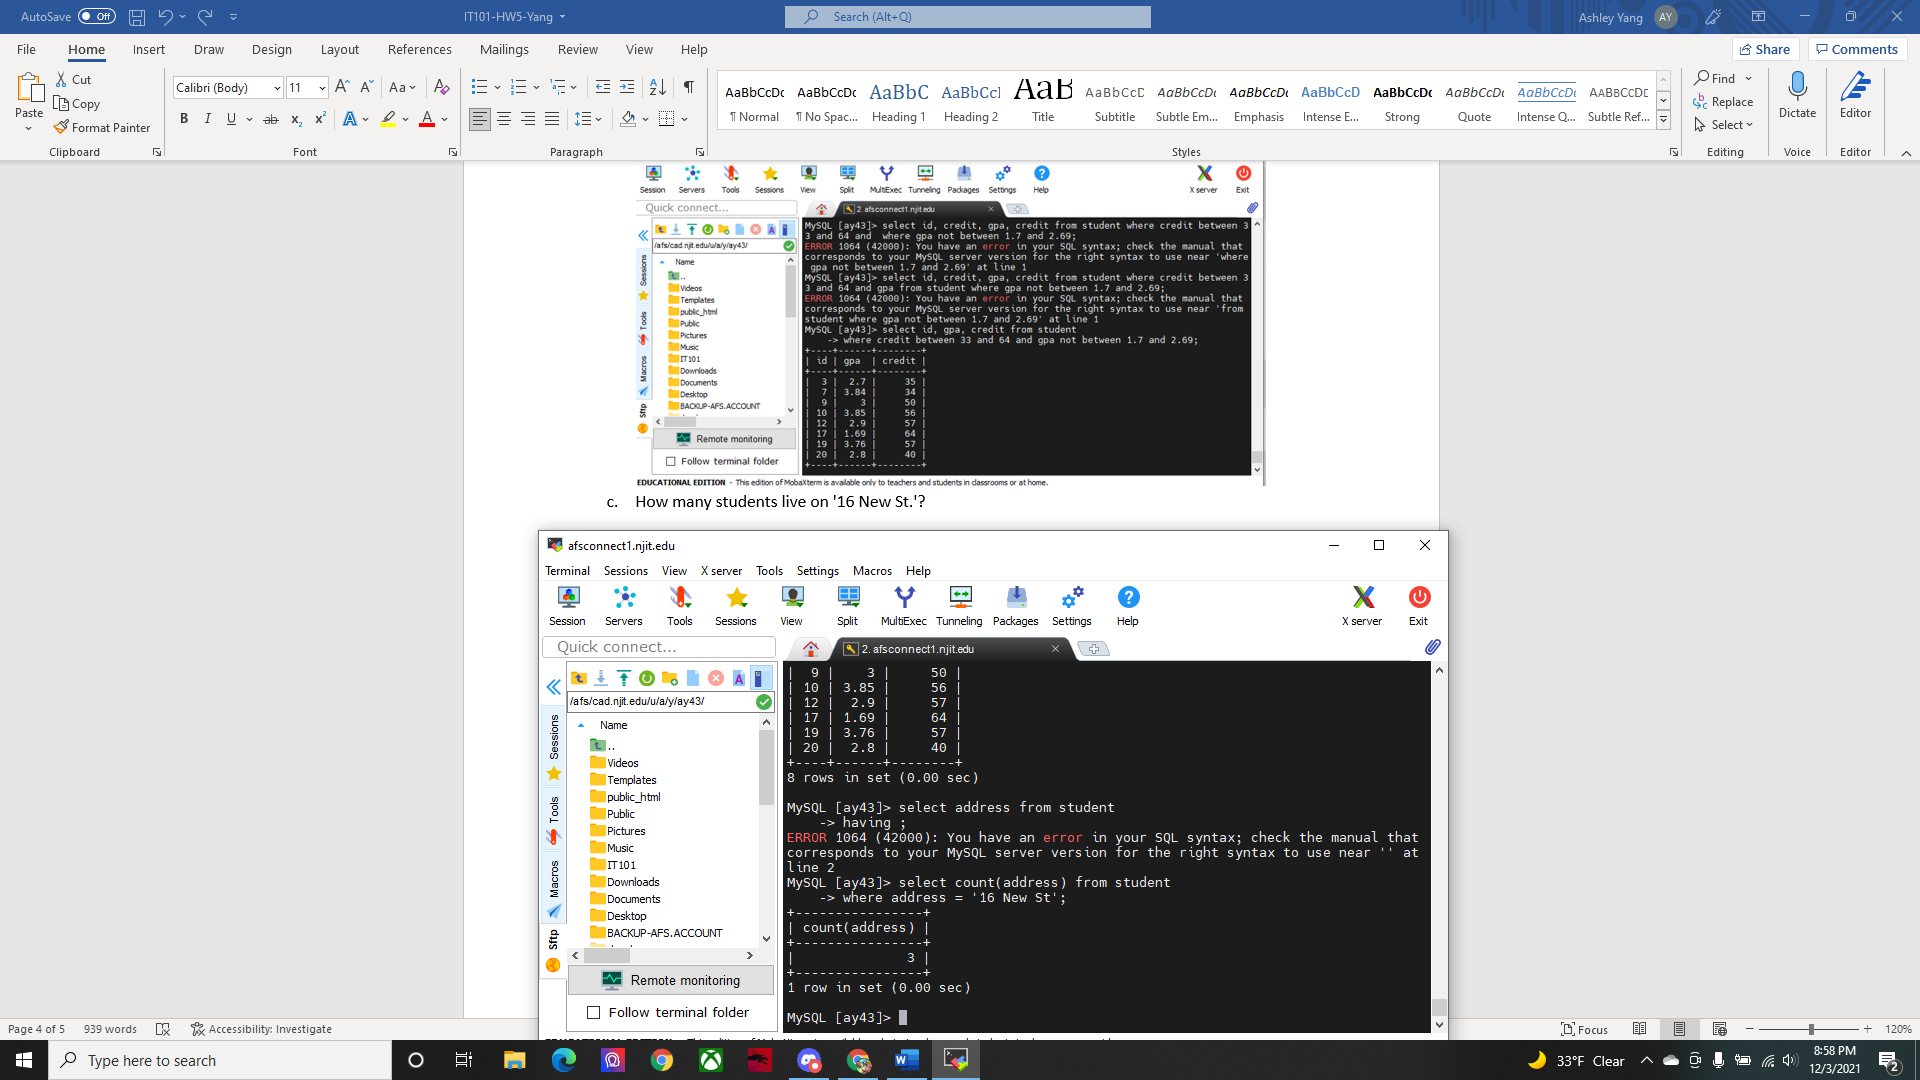 AutoSave Off IT101-HW5-Yang Search (Alt+Q) Ashley Yang AY
File Home Insert Draw Design Layout References Mailings Review View Help Share Comments
Paste Cut Copy Format Painter
Calibri (Body) 11
Clipboard Font Paragraph Styles Editing Voice Editor
AaBbCcDc AaBbCcDc AaBbC AaBbCcI AaB AaBbCcD AaBbCcDc AaBbCcDc AaBbCcD AaBbCcDc AaBbCcDc AaBbCcDc AABBCCDE
¶ Normal ¶ No Spac... Heading 1 Heading 2 Title Subtitle Subtle Em... Emphasis Intense E... Strong Quote Intense Q... Subtle Ref...
Find
Replace
Select
Dictate Editor
Session Servers Tools Sessions View Split MultiExec Tunneling Packages Settings Help X server Exit
Quick connect...
2. afsconnect1.njit.edu
/afs/cad.njit.edu/u/a/y/ay43/
Name
..
Videos
Templates
public_html
Public
Pictures
Music
IT101
Downloads
Documents
Desktop
BACKUP-AFS.ACCOUNT
Sessions
Tools
Macros
Sftp
Remote monitoring
Follow terminal folder
MySQL [ay43]> select id, credit, gpa, credit from student where credit between 3
3 and 64 and  where gpa not between 1.7 and 2.69;
ERROR 1064 (42000): You have an error in your SQL syntax; check the manual that
corresponds to your MySQL server version for the right syntax to use near 'where
gpa not between 1.7 and 2.69' at line 1
MySQL [ay43]> select id, credit, gpa, credit from student where credit between 3
3 and 64 and gpa from student where gpa not between 1.7 and 2.69;
ERROR 1064 (42000): You have an error in your SQL syntax; check the manual that
corresponds to your MySQL server version for the right syntax to use near 'from
student where gpa not between 1.7 and 2.69' at line 1
MySQL [ay43]> select id, gpa, credit from student
-> where credit between 33 and 64 and gpa not between 1.7 and 2.69;
+----+------+--------+
| id | gpa  | credit |
+----+------+--------+
|  3 |  2.7 |     35 |
|  7 | 3.84 |     34 |
|  9 |    3 |     50 |
| 10 | 3.85 |     56 |
| 12 |  2.9 |     57 |
| 17 | 1.69 |     64 |
| 19 | 3.76 |     57 |
| 20 |  2.8 |     40 |
+----+------+--------+
EDUCATIONAL EDITION - This edition of MobaXterm is available only to teachers and students in classrooms or at home.
c. How many students live on '16 New St.'?
afsconnect1.njit.edu
Terminal Sessions View X server Tools Settings Macros Help
Session Servers Tools Sessions View Split MultiExec Tunneling Packages Settings Help X server Exit
Quick connect...
2. afsconnect1.njit.edu
/afs/cad.njit.edu/u/a/y/ay43/
Name
..
Videos
Templates
public_html
Public
Pictures
Music
IT101
Downloads
Documents
Desktop
BACKUP-AFS.ACCOUNT
Sessions
Tools
Macros
Sftp
Remote monitoring
Follow terminal folder
|  9 |    3 |     50 |
| 10 | 3.85 |     56 |
| 12 |  2.9 |     57 |
| 17 | 1.69 |     64 |
| 19 | 3.76 |     57 |
| 20 |  2.8 |     40 |
+----+------+--------+
8 rows in set (0.00 sec)
MySQL [ay43]> select address from student
-> having ;
ERROR 1064 (42000): You have an error in your SQL syntax; check the manual that
corresponds to your MySQL server version for the right syntax to use near '' at
line 2
MySQL [ay43]> select count(address) from student
-> where address = '16 New St';
+----------------+
| count(address) |
+----------------+
|              3 |
+----------------+
1 row in set (0.00 sec)
MySQL [ay43]>
Page 4 of 5 939 words Accessibility: Investigate Focus 120%
Type here to search 33°F Clear 8:58 PM
12/3/2021 2